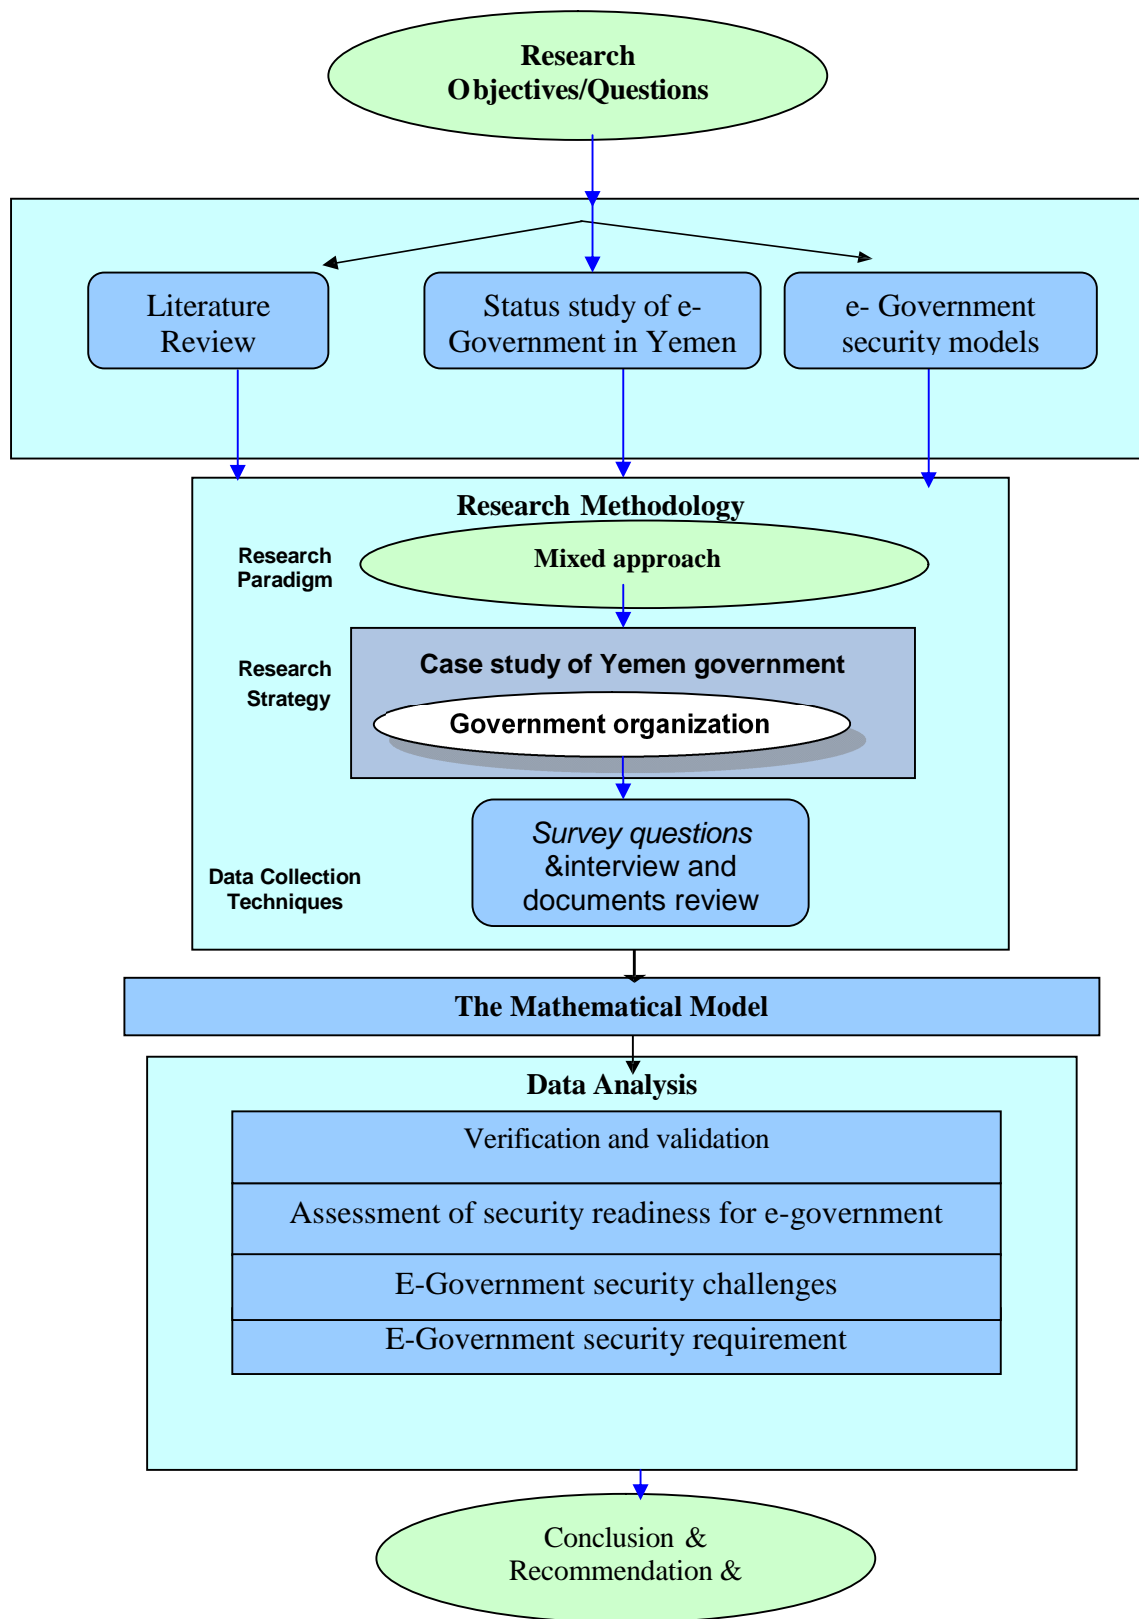 Research
Objectives/Questions
Literature
Review
Status study of e-
Government in Yemen
e- Government
security models
Research Methodology
Research
Paradigm
Mixed approach
Research
Strategy
Case study of Yemen government
Government organization
Data Collection
Techniques
Survey questions
&interview and
documents review
The Mathematical Model
Data Analysis
Verification and validation
Assessment of security readiness for e-government
E-Government security challenges
E-Government security requirement
Conclusion &
Recommendation &